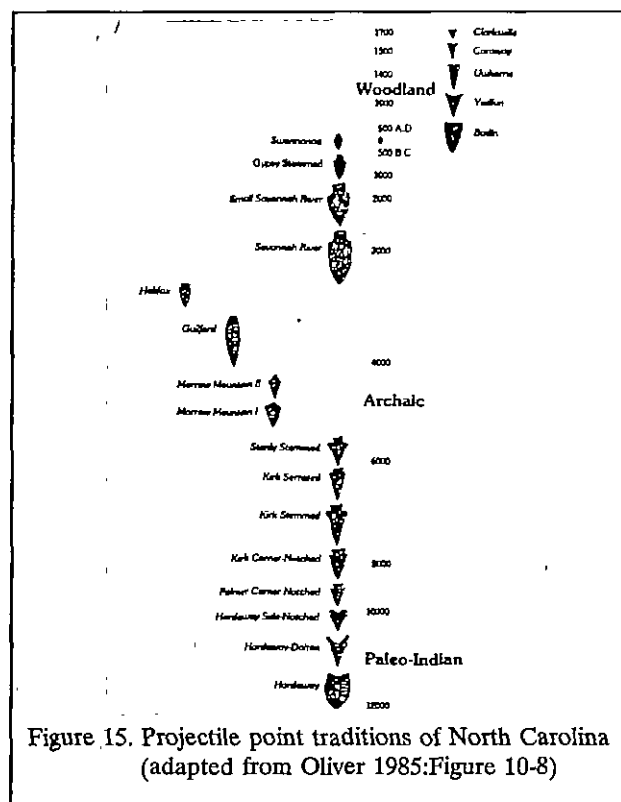 1700 Clarksville
1500 Caraway
1400 Uwharrie
Woodland
1000 Yadkin
500 A.D Badin
Swannanoa 0
500 B C
Gypsy Stemmed
1000
Small Savannah River 2000
Savannah River 3000
Halifax
Guilford
4000
Morrow Mountain II
Archaic
Morrow Mountain I
Stanly Stemmed
6000
Kirk Serrated
Kirk Stemmed
Kirk Corner-Notched
8000
Palmer Corner Notched
10000
Hardaway Side-Notched
Hardaway-Dalton
Paleo-Indian
Hardaway
12000
Figure 15. Projectile point traditions of North Carolina
(adapted from Oliver 1985:Figure 10-8)